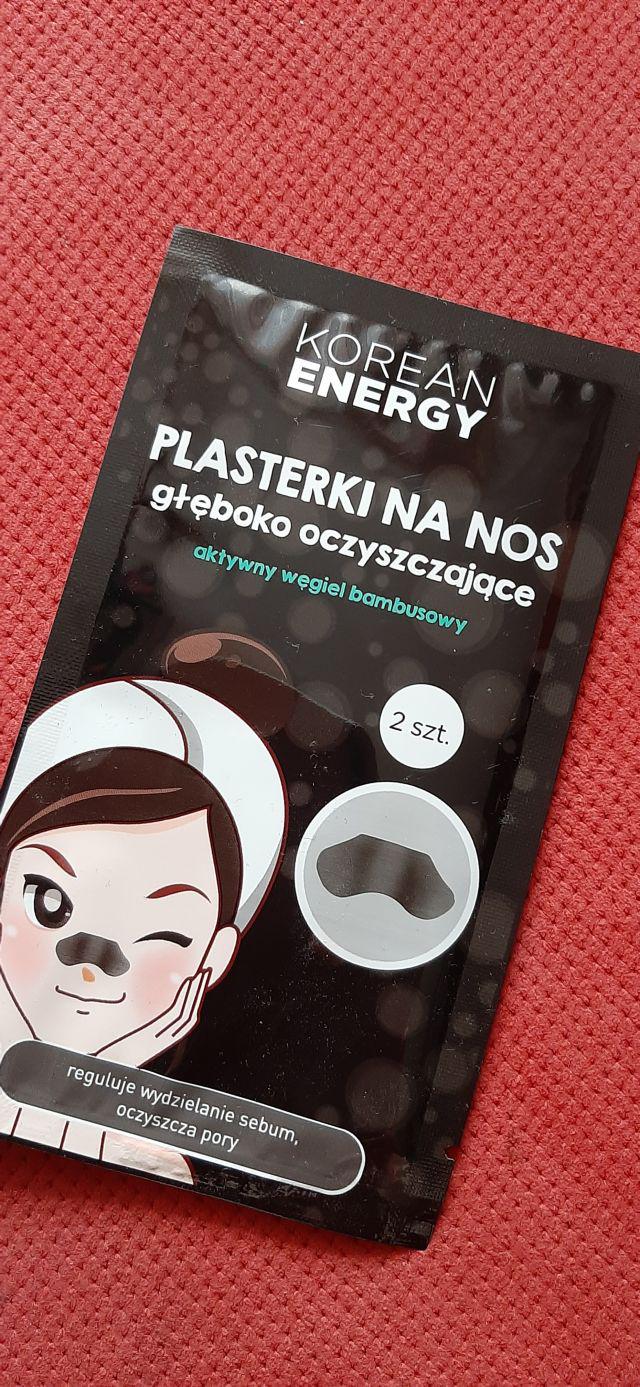 KOREAN
ENERGY
PLASTERKI NA NOS
głęboko oczyszczające
aktywny węgiel bambusowy
2 szt.
reguluje wydzielanie sebum,
oczyszcza pory